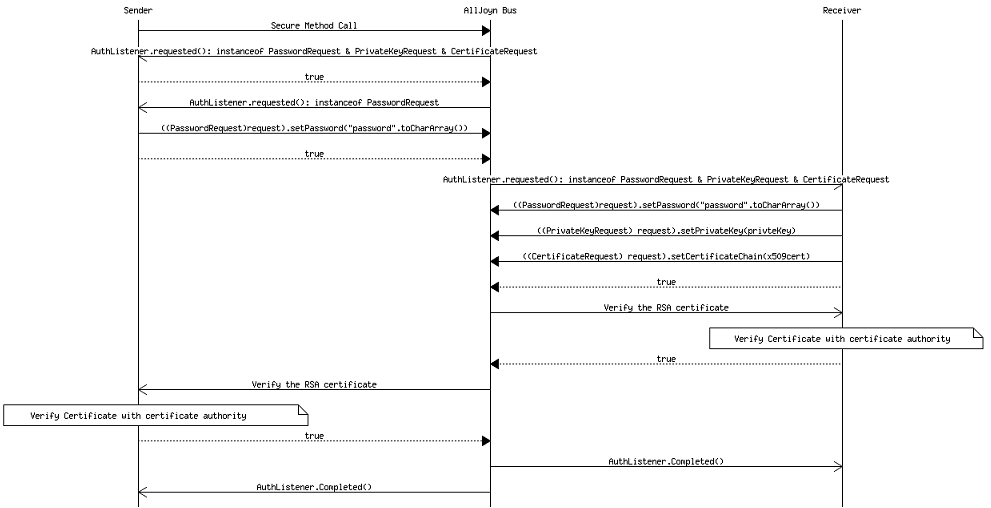 Sender
AllJoyn Bus
Receiver
Secure Method Call
AuthListener.requested(): instanceof PasswordRequest & PrivateKeyRequest & CertificateRequest
true
AuthListener.requested(): instanceof PasswordRequest
((PasswordRequest)request).setPassword("password".toCharArray())
true
AuthListener.requested(): instanceof PasswordRequest & PrivateKeyRequest & CertificateRequest
((PasswordRequest)request).setPassword("password".toCharArray())
((PrivateKeyRequest) request).setPrivateKey(privteKey)
((CertificateRequest) request).setCertificateChain(x509cert)
true
Verify the RSA certificate
Verify Certificate with certificate authority
true
Verify the RSA certificate
Verify Certificate with certificate authority
true
AuthListener.Completed()
AuthListener.Completed()